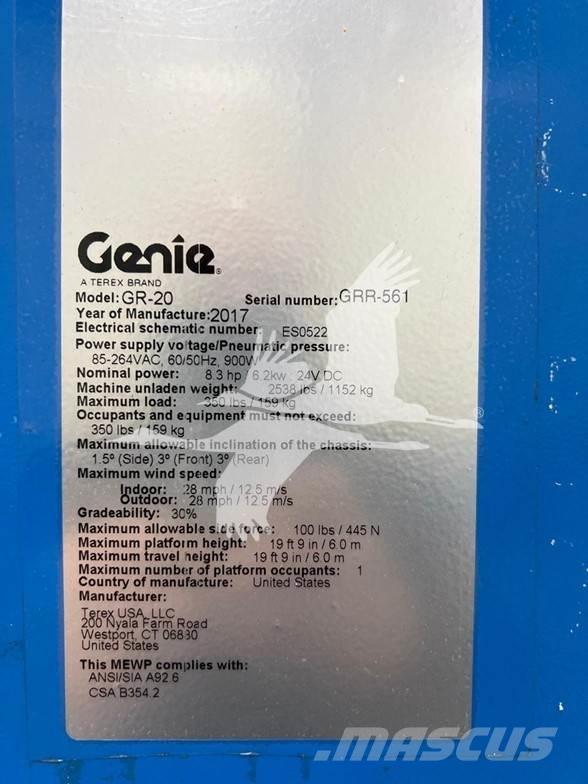 Genie®
A TEREX BRAND
Model: GR-20 Serial number: GRR-561
Year of Manufacture: 2017
Electrical schematic number: ES0522
Power supply voltage/Pneumatic pressure:
85-264VAC, 60/50Hz, 900W
Nominal power: 8.3 hp / 6.2kw : 24V DC
Machine unladen weight: 2538 lbs / 1152 kg
Maximum load: 350 lbs / 159 kg
Occupants and equipment must not exceed:
350 lbs / 159 kg
Maximum allowable inclination of the chassis:
1.5º (Side) 3º (Front) 3º (Rear)
Maximum wind speed:
Indoor: 28 mph / 12.5 m/s
Outdoor: 28 mph / 12.5 m/s
Gradeability: 30%
Maximum allowable side force: 100 lbs / 445 N
Maximum platform height: 19 ft 9 in / 6.0 m
Maximum travel height: 19 ft 9 in / 6.0 m
Maximum number of platform occupants: 1
Country of manufacture: United States
Manufacturer:
Terex USA, LLC
200 Nyala Farm Road
Westport, CT 06880
United States
This MEWP complies with:
ANSI/SIA A92.6
CSA B354.2
®
MASCUS